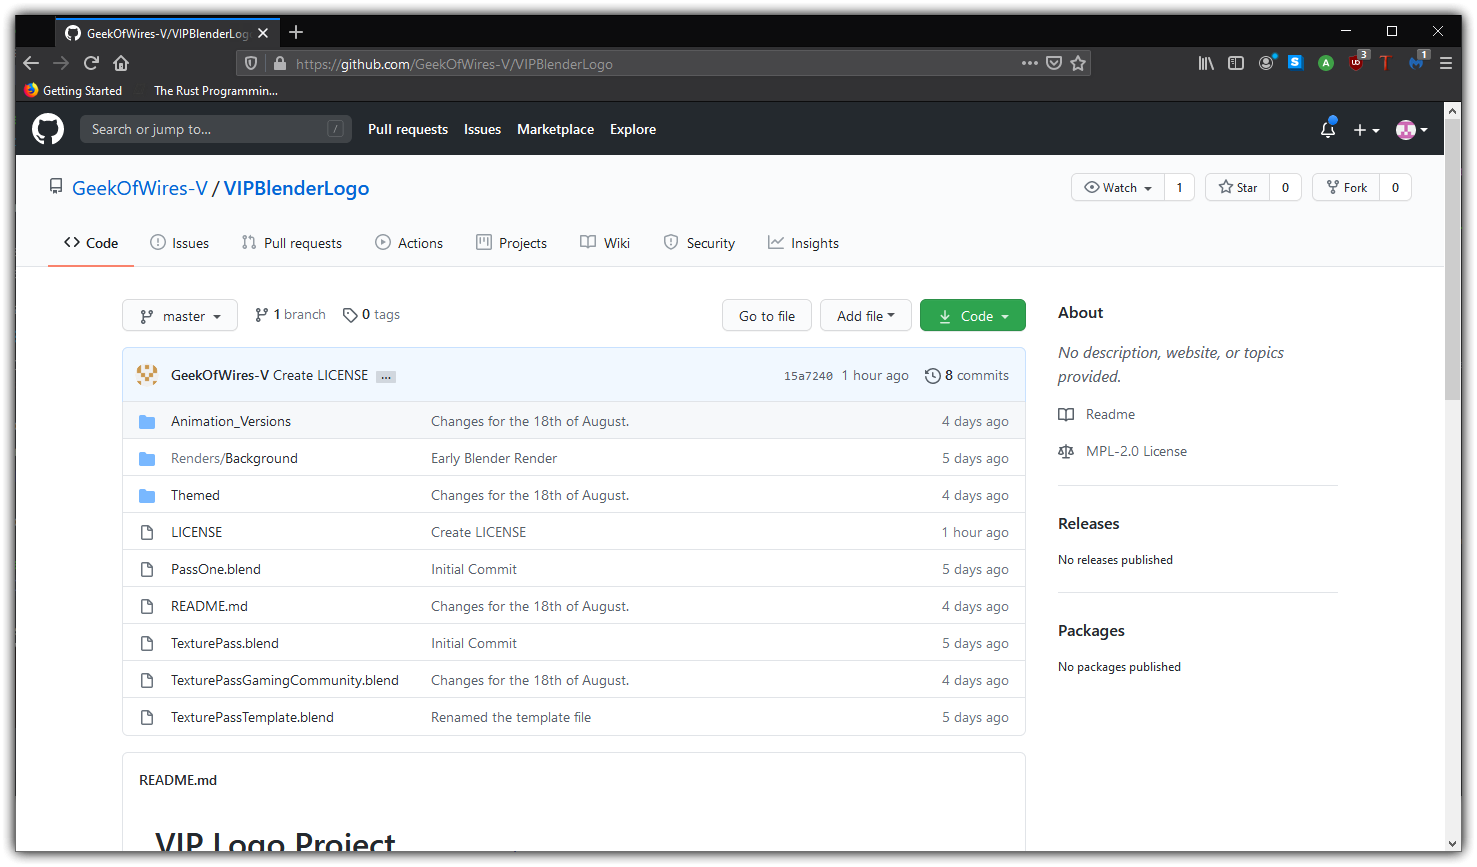 GeekOfWires-V/VIPBlenderLogo
https://github.com/GeekOfWires-V/VIPBlenderLogo
S A UD 3 T 1
Getting Started The Rust Programmin...
Search or jump to... / Pull requests Issues Marketplace Explore
GeekOfWires-V / VIPBlenderLogo Watch 1 Star 0 Fork 0
Code Issues Pull requests Actions Projects Wiki Security Insights
master 1 branch 0 tags Go to file Add file Code
GeekOfWires-V Create LICENSE ... 15a7240 1 hour ago 8 commits
Animation_Versions Changes for the 18th of August. 4 days ago
Renders/Background Early Blender Render 5 days ago
Themed Changes for the 18th of August. 4 days ago
LICENSE Create LICENSE 1 hour ago
PassOne.blend Initial Commit 5 days ago
README.md Changes for the 18th of August. 4 days ago
TexturePass.blend Initial Commit 5 days ago
TexturePassGamingCommunity.blend Changes for the 18th of August. 4 days ago
TexturePassTemplate.blend Renamed the template file 5 days ago
README.md
VIP Logo Project
About
No description, website, or topics
provided.
Readme
MPL-2.0 License
Releases
No releases published
Packages
No packages published